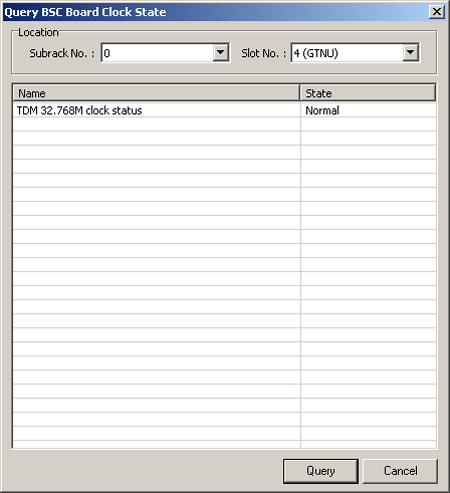 Query BSC Board Clock State
Location
Subrack No. : 0 Slot No. : 4 (GTNU)
Name State
TDM 32.768M clock status Normal
Query Cancel